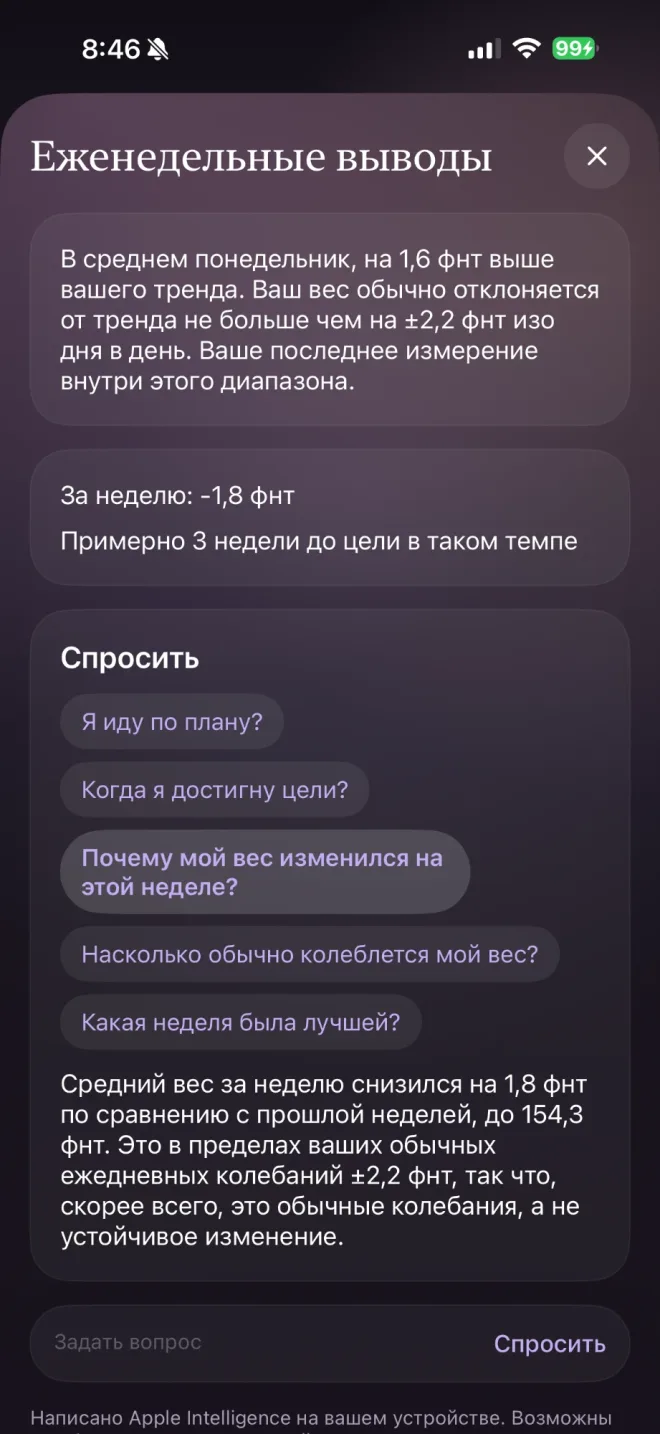 8:46
99
Еженедельные выводы
В среднем понедельник, на 1,6 фнт выше
вашего тренда. Ваш вес обычно отклоняется
от тренда не больше чем на ±2,2 фнт изо
дня в день. Ваше последнее измерение
внутри этого диапазона.
За неделю: -1,8 фнт
Примерно 3 недели до цели в таком темпе
Спросить
Я иду по плану?
Когда я достигну цели?
Почему мой вес изменился на
этой неделе?
Насколько обычно колеблется мой вес?
Какая неделя была лучшей?
Средний вес за неделю снизился на 1,8 фнт
по сравнению с прошлой неделей, до 154,3
фнт. Это в пределах ваших обычных
ежедневных колебаний ±2,2 фнт, так что,
скорее всего, это обычные колебания, а не
устойчивое изменение.
Задать вопрос
Спросить
Написано Apple Intelligence на вашем устройстве. Возможны